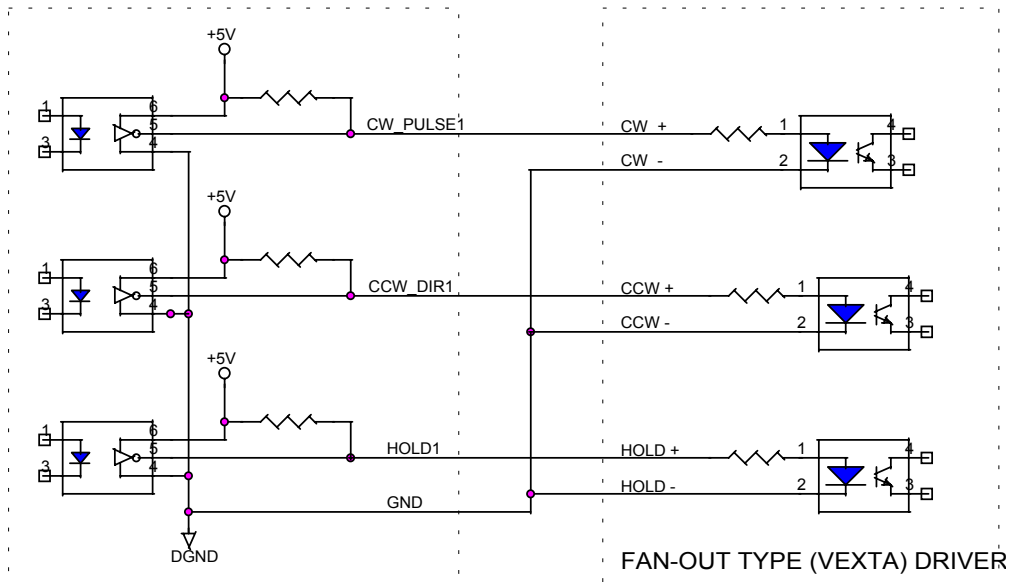 +5V
1
6
5
4
3
CW_PULSE1
CW +
CW -
1
2
4
3
+5V
1
6
5
4
3
CCW_DIR1
CCW +
CCW -
1
2
4
3
+5V
1
6
5
4
3
HOLD1
HOLD +
HOLD -
1
2
4
3
GND
DGND
FAN-OUT TYPE (VEXTA) DRIVER